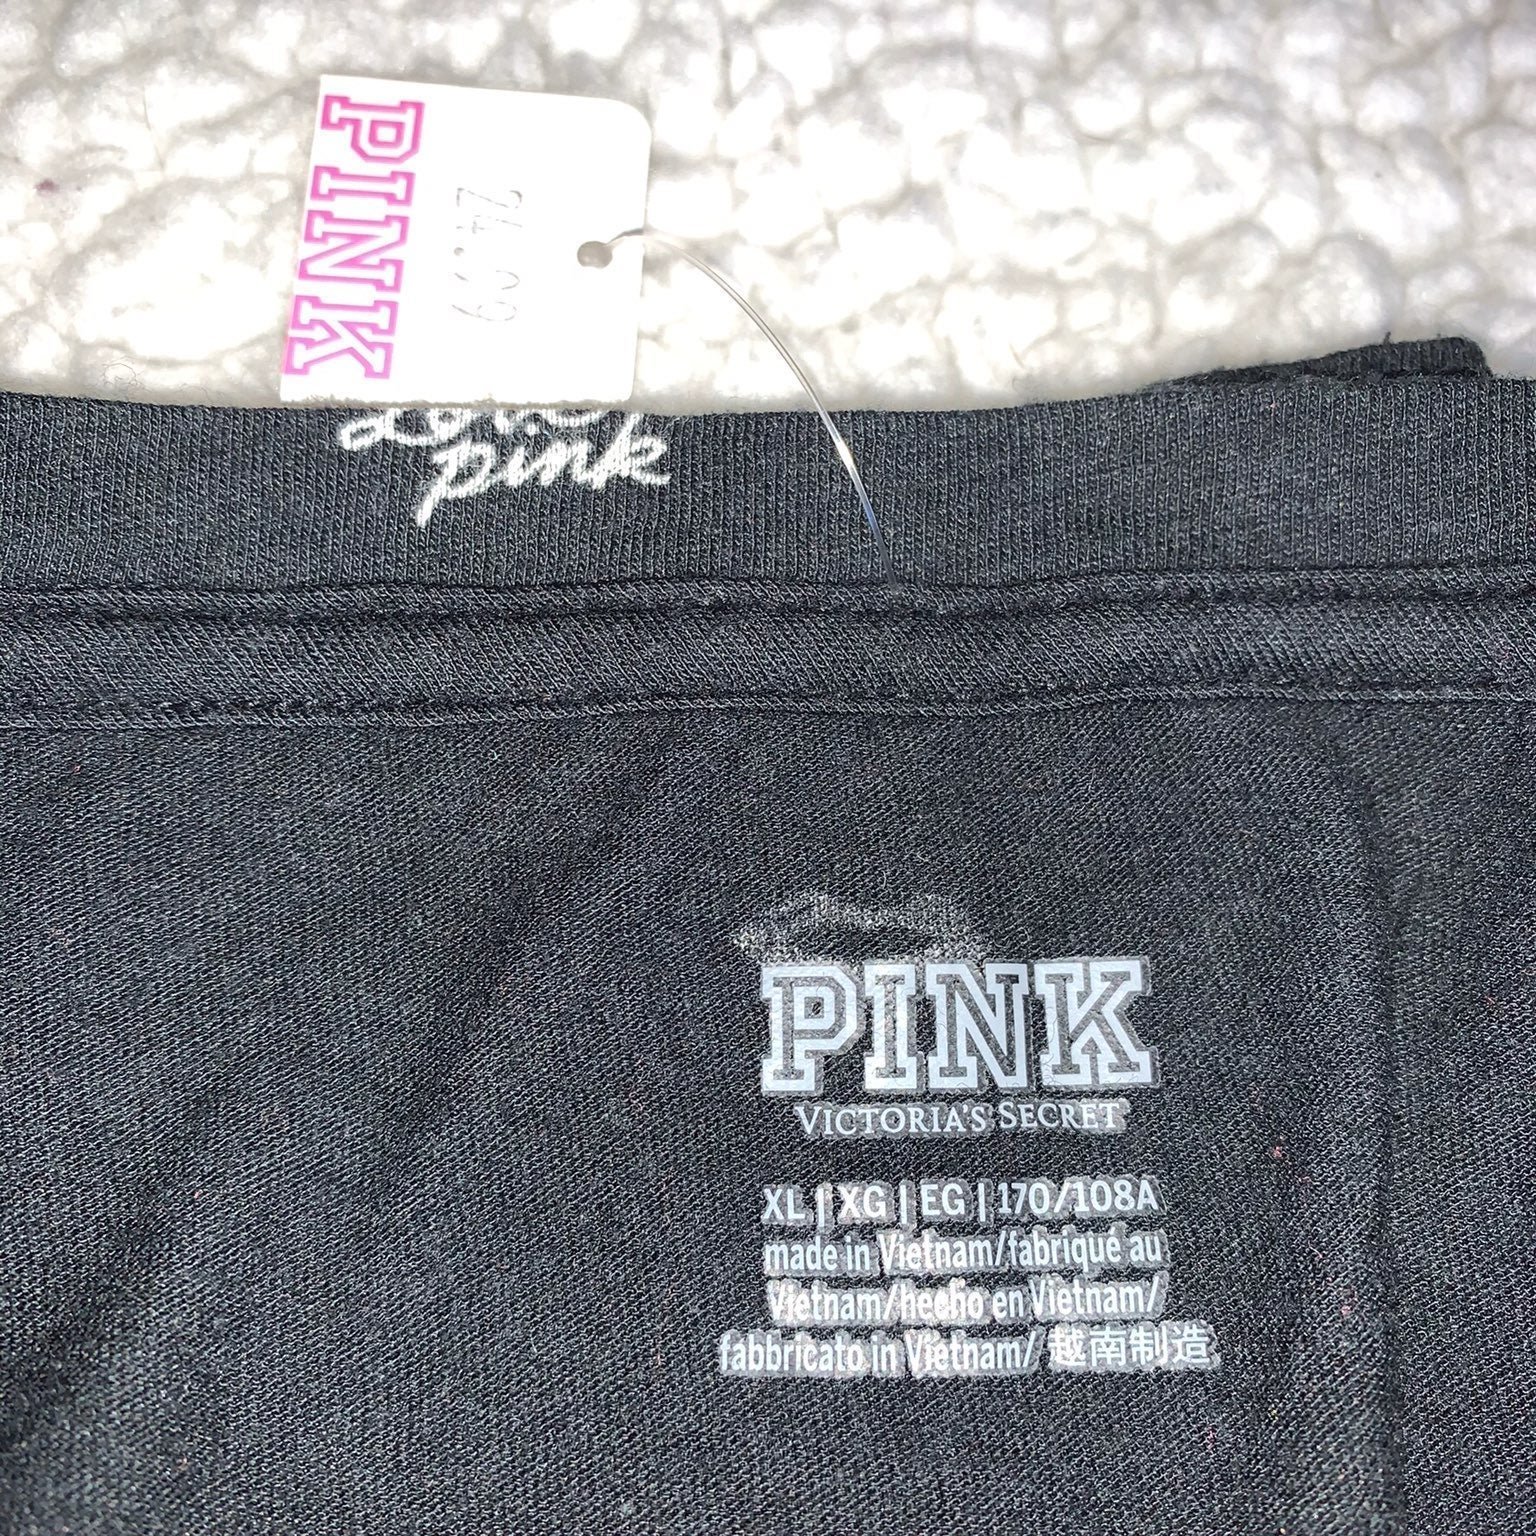 PINK
24.99
pink
PINK
VICTORIA'S SECRET
XL | XG | EG | 170/108A
made in Vietnam/fabriqué au
Vietnam/hecho en Vietnam/
fabbricato in Vietnam/ 越南制造